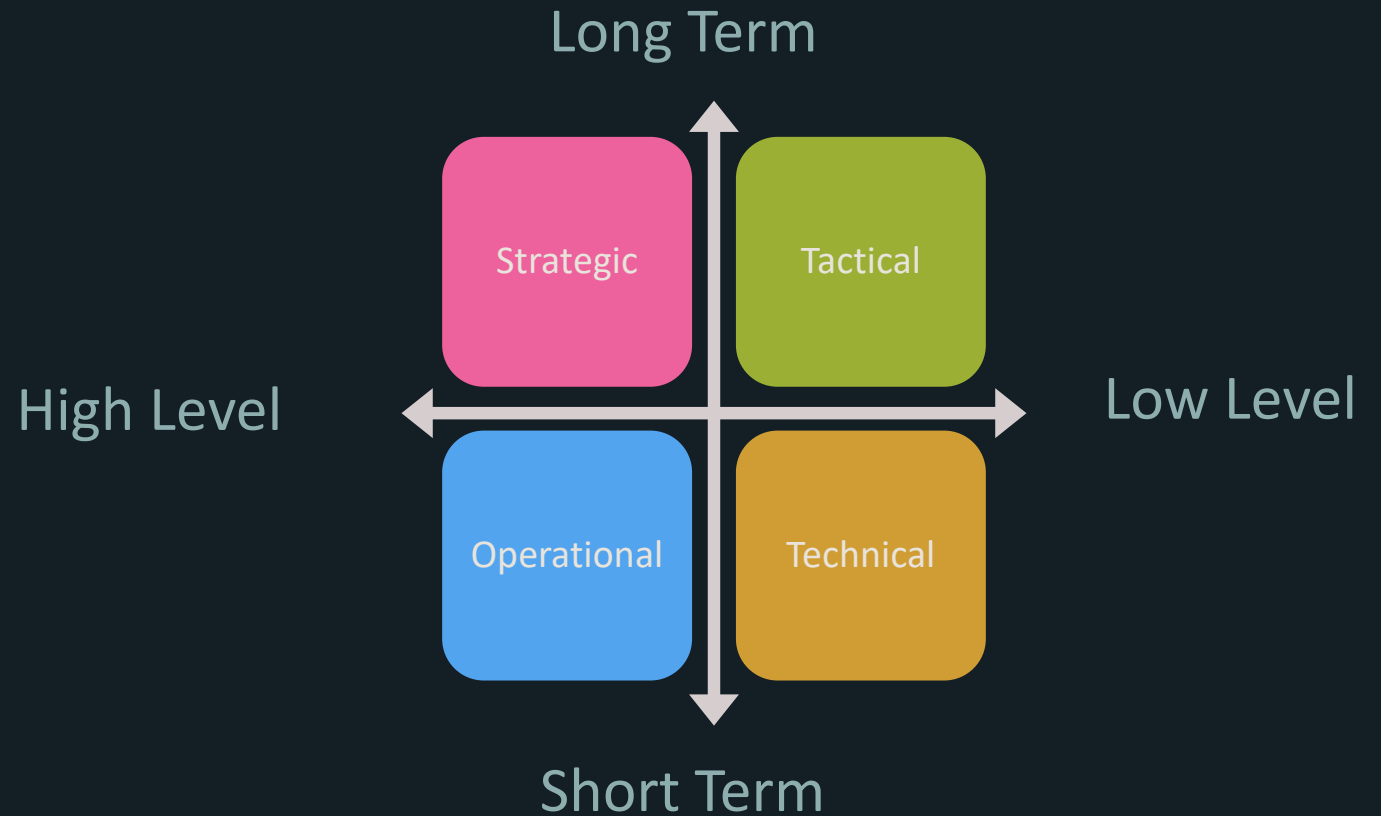 Long Term
Strategic
Tactical
High Level
Low Level
Operational
Technical
Short Term